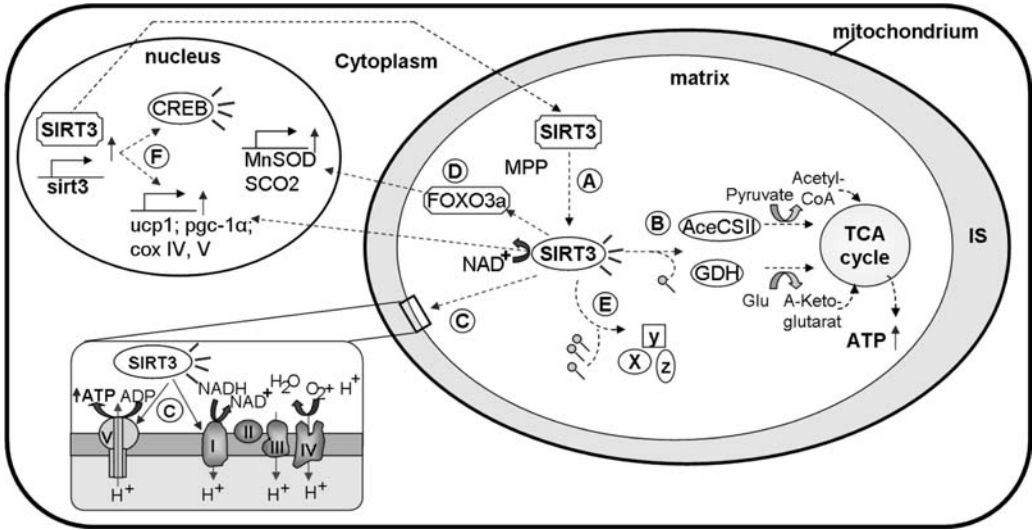 mitochondrium
nucleus
Cytoplasm
matrix
CREB
SIRT3
sirt3
F
MnSOD
SCO2
ucp1; pgc-1α;
cox IV, V
SIRT3
MPP
A
D
FOXO3a
NAD+
SIRT3
B
AceCSII
GDH
Pyruvate
Acetyl-
CoA
TCA
cycle
IS
Glu
A-Keto-
glutarat
ATP
C
E
y
X
z
SIRT3
ATP
ADP
C
NADH
NAD+
H2O
O2+ H+
V
I
II
III
IV
H+
H+
H+
H+